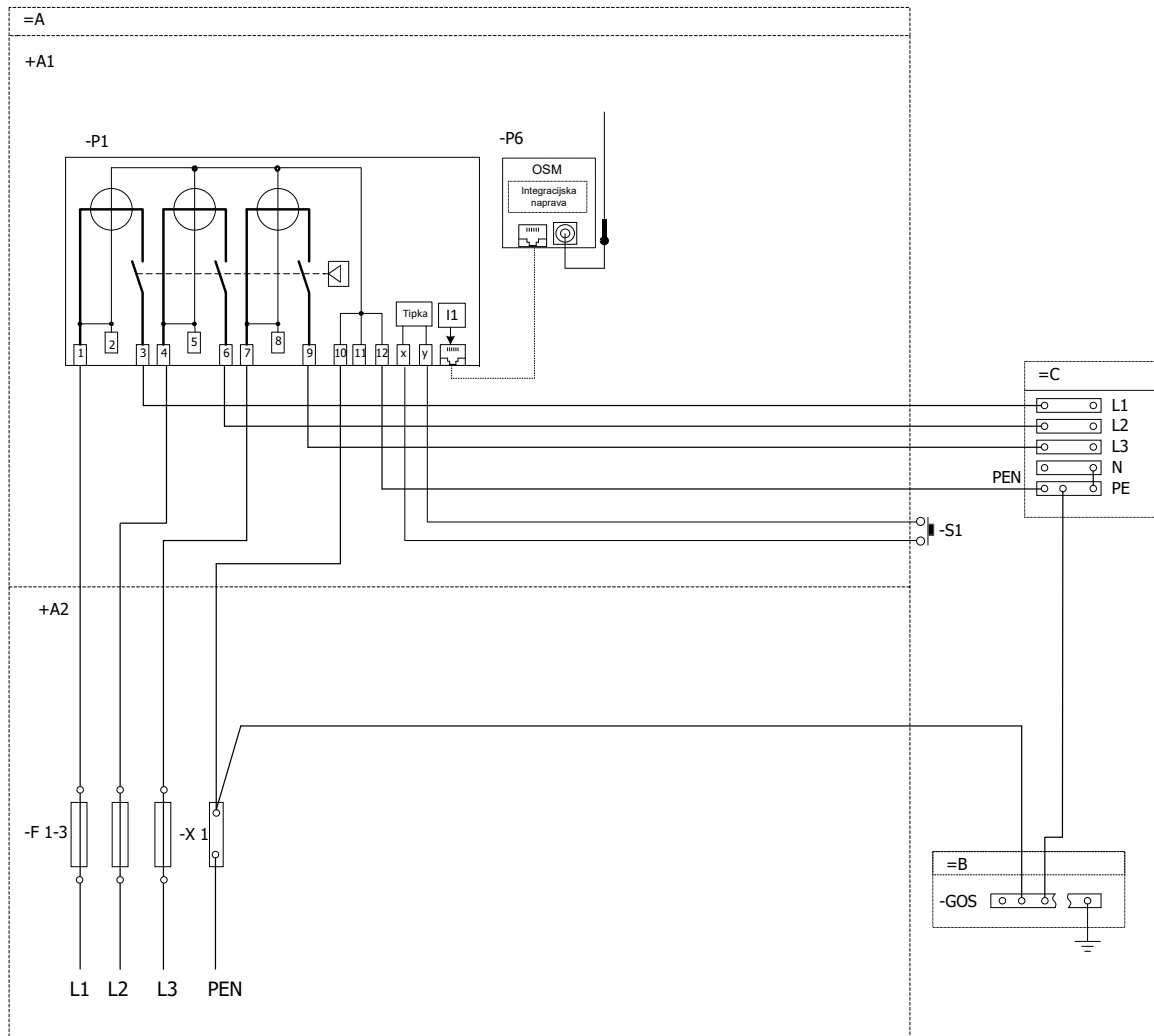 =A
+A1
-P1
-P6
OSM
Integracijska
naprava
Tipka
I1
1
2
3
4
5
6
7
8
9
10
11
12
x
y
=C
L1
L2
L3
N
PEN
PE
-S1
+A2
-F 1-3
-X 1
=B
-GOS
L1
L2
L3
PEN